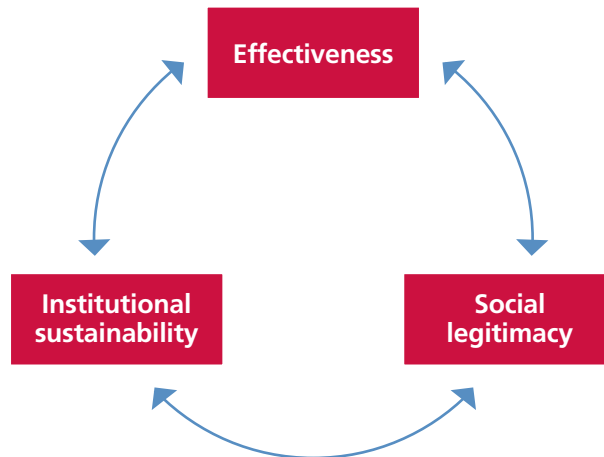 Effectiveness
Institutional
sustainability
Social
legitimacy